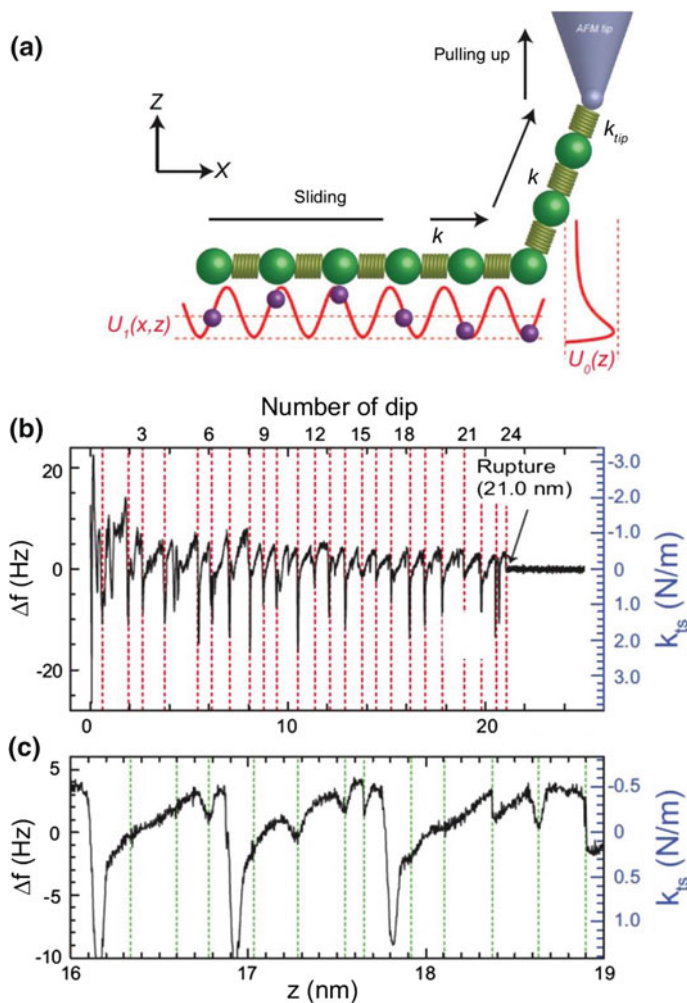 (a)
AFM tip
Pulling up
k_tip
Z
X
k
Sliding
k
U_1(x,z)
U_0(z)
Number of dip
(b)
3 6 9 12 15 18 21 24
20
0
-20
Δf (Hz)
Rupture
(21.0 nm)
-3.0
-2.0
-1.0
0
1.0
2.0
3.0
k_ts (N/m)
0 10 20
(c)
5
0
-5
-10
Δf (Hz)
-0.5
0
0.5
1.0
k_ts (N/m)
16 17 18 19
z (nm)